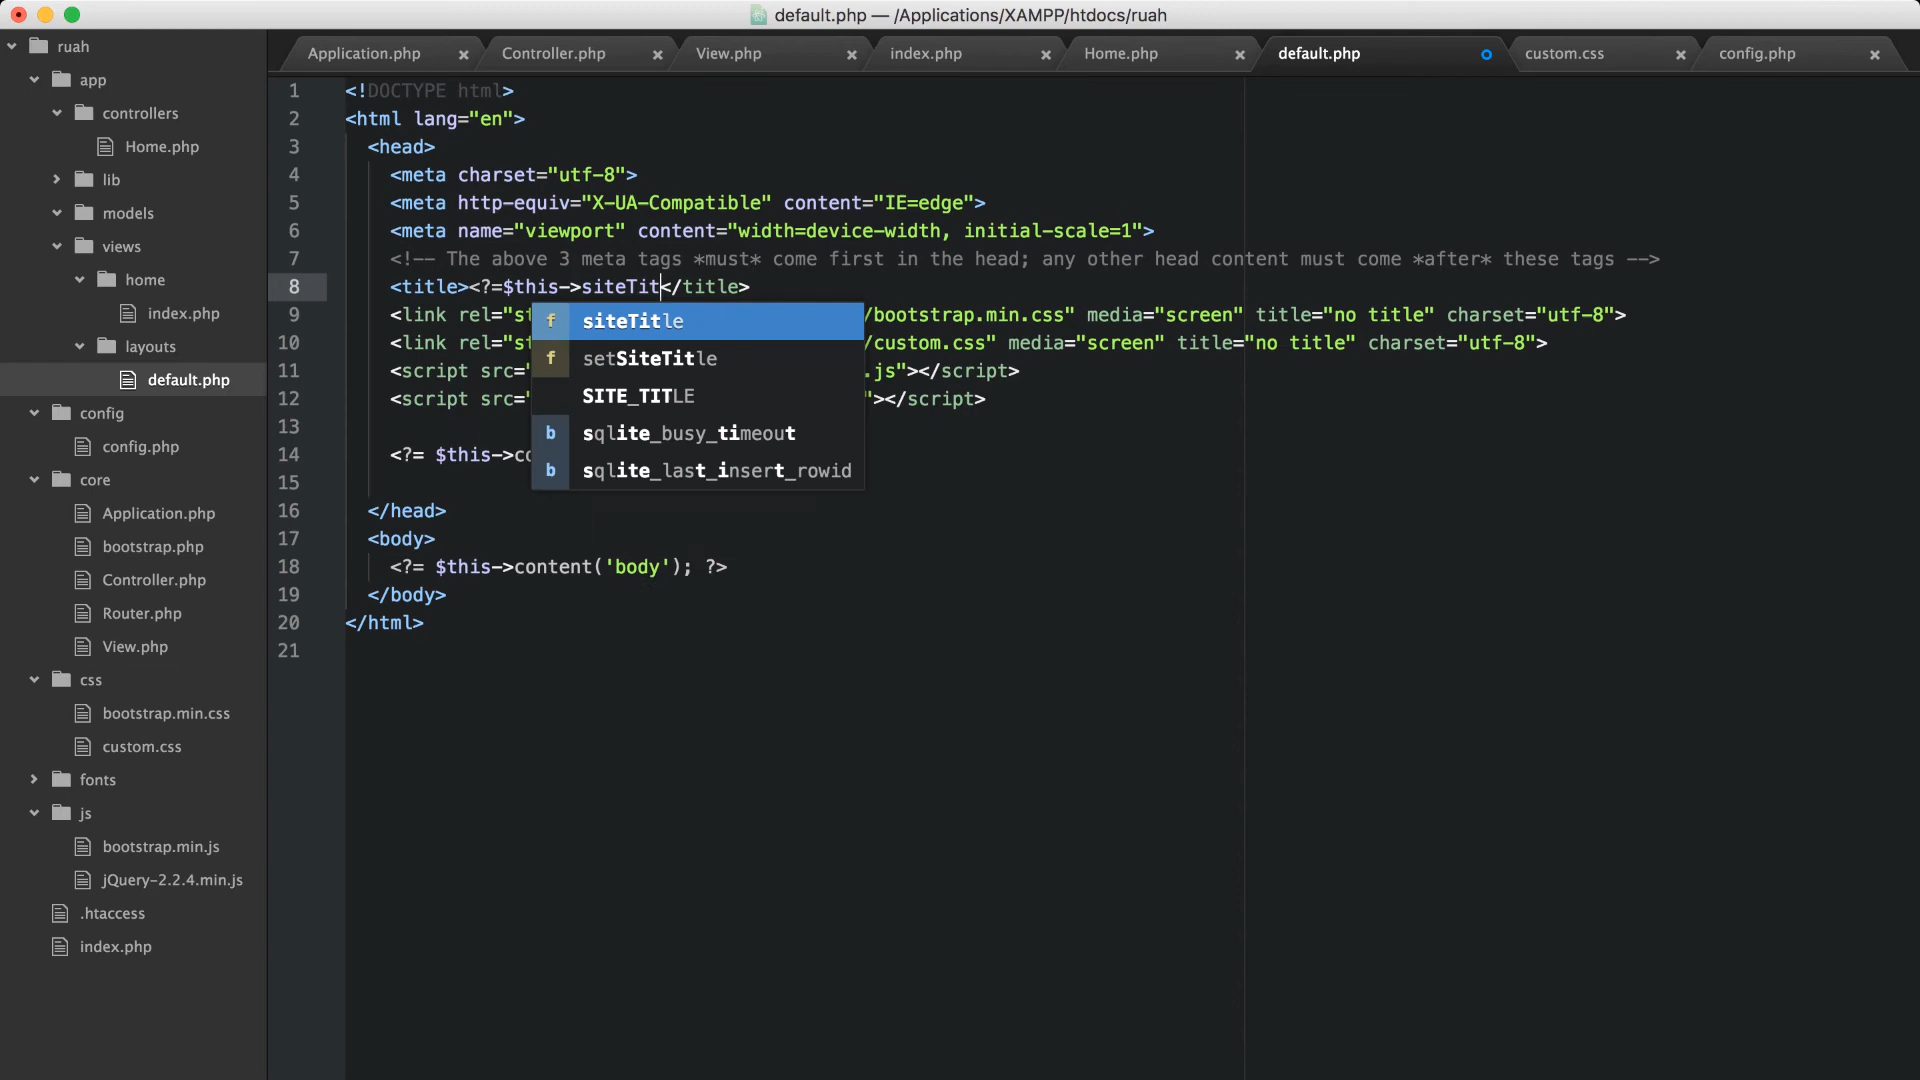 default.php — /Applications/XAMPP/htdocs/ruah
ruah
app
controllers
Home.php
lib
models
views
home
index.php
layouts
default.php
config
config.php
core
Application.php
bootstrap.php
Controller.php
Router.php
View.php
css
bootstrap.min.css
custom.css
fonts
js
bootstrap.min.js
jQuery-2.2.4.min.js
.htaccess
index.php
Application.php
Controller.php
View.php
index.php
Home.php
default.php
custom.css
config.php
1 <!DOCTYPE html>
2 <html lang="en">
3 <head>
4 <meta charset="utf-8">
5 <meta http-equiv="X-UA-Compatible" content="IE=edge">
6 <meta name="viewport" content="width=device-width, initial-scale=1">
7 <!-- The above 3 meta tags *must* come first in the head; any other head content must come *after* these tags -->
8 <title><?=$this->siteTit</title>
9 <link rel="st /bootstrap.min.css" media="screen" title="no title" charset="utf-8">
10 <link rel="st /custom.css" media="screen" title="no title" charset="utf-8">
11 <script src=" .js"></script>
12 <script src=" "></script>
13
14 <?= $this->co
15
16 </head>
17 <body>
18 <?= $this->content('body'); ?>
19 </body>
20 </html>
21
f siteTitle
f setSiteTitle
SITE_TITLE
b sqlite_busy_timeout
b sqlite_last_insert_rowid